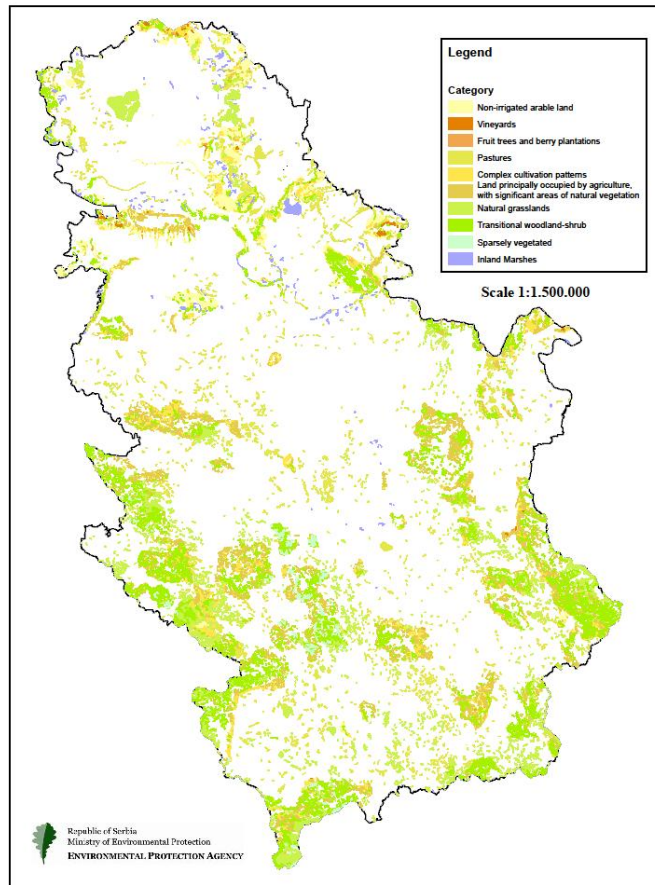 Legend
Category
Non-irrigated arable land
Vineyards
Fruit trees and berry plantations
Pastures
Complex cultivation patterns
Land principally occupied by agriculture,
with significant areas of natural vegetation
Natural grasslands
Transitional woodland-shrub
Sparsely vegetated
Inland Marshes
Scale 1:1.500.000
Republic of Serbia
Ministry of Environmental Protection
ENVIRONMENTAL PROTECTION AGENCY